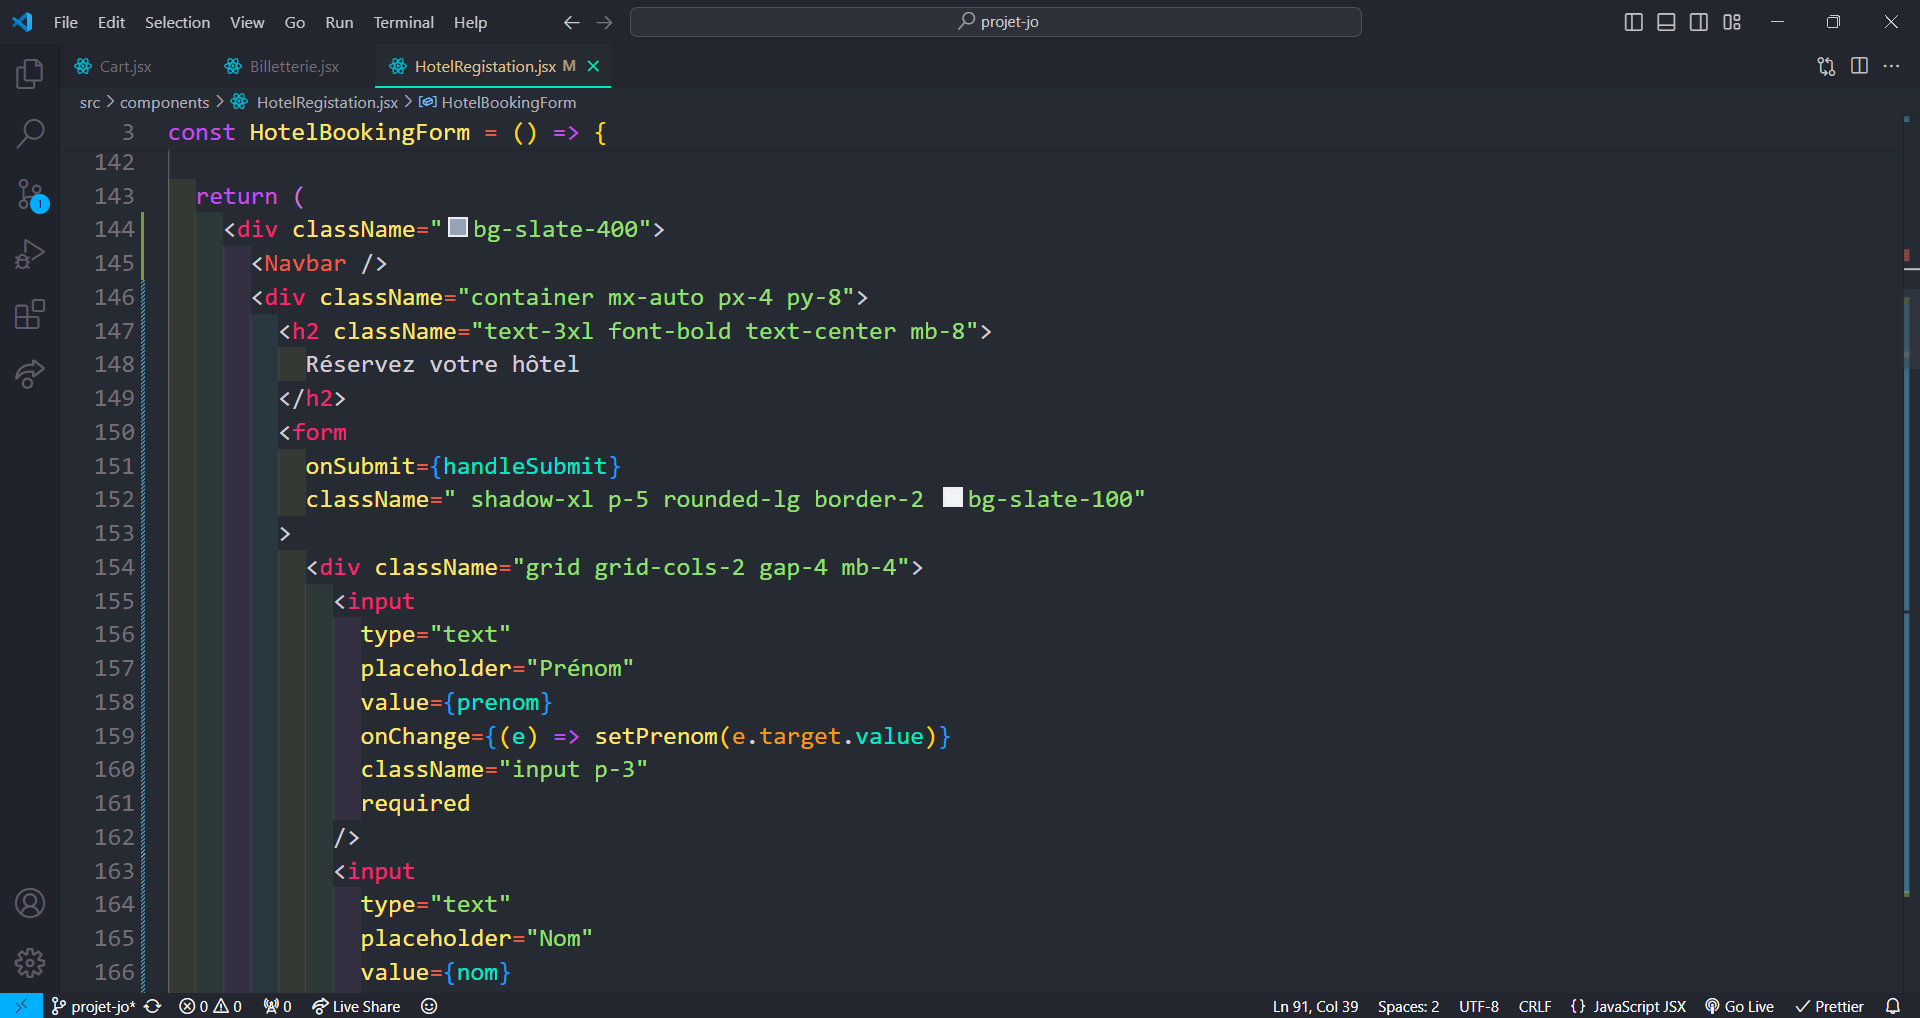 File Edit Selection View Go Run Terminal Help projet-jo
Cart.jsx Billetterie.jsx HotelRegistation.jsx M
src > components > HotelRegistation.jsx > HotelBookingForm
3 const HotelBookingForm = () => {
142
143 return (
144 <div className="bg-slate-400">
145 <Navbar />
146 <div className="container mx-auto px-4 py-8">
147 <h2 className="text-3xl font-bold text-center mb-8">
148 Réservez votre hôtel
149 </h2>
150 <form
151 onSubmit={handleSubmit}
152 className=" shadow-xl p-5 rounded-lg border-2 bg-slate-100"
153 >
154 <div className="grid grid-cols-2 gap-4 mb-4">
155 <input
156 type="text"
157 placeholder="Prénom"
158 value={prenom}
159 onChange={(e) => setPrenom(e.target.value)}
160 className="input p-3"
161 required
162 />
163 <input
164 type="text"
165 placeholder="Nom"
166 value={nom}
1
projet-jo* 0 0 0 Live Share Ln 91, Col 39 Spaces: 2 UTF-8 CRLF {} JavaScript JSX Go Live Prettier